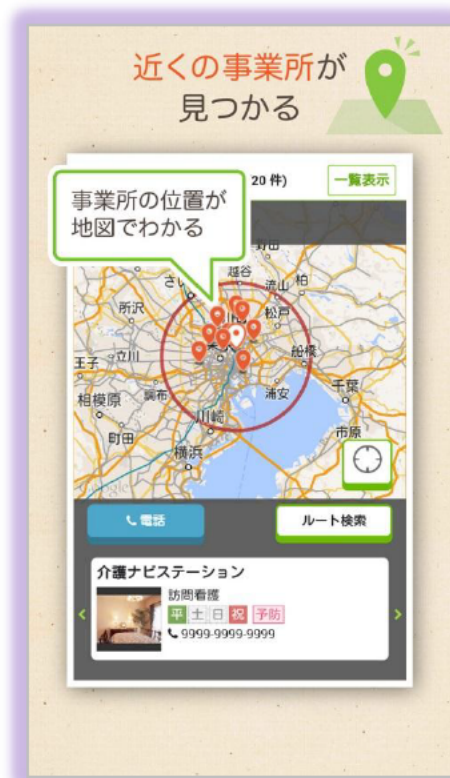 近くの事業所が
見つかる
20 件)
一覧表示
事業所の位置が
地図でわかる
野田
越谷
流山
柏
所沢
松戸
王子
立川
船橋
調布
千葉
相模原
浦安
町田
川崎
市原
横浜
電話
ルート検索
介護ナビステーション
訪問看護
平 土 日 祝 予防
9999-9999-9999